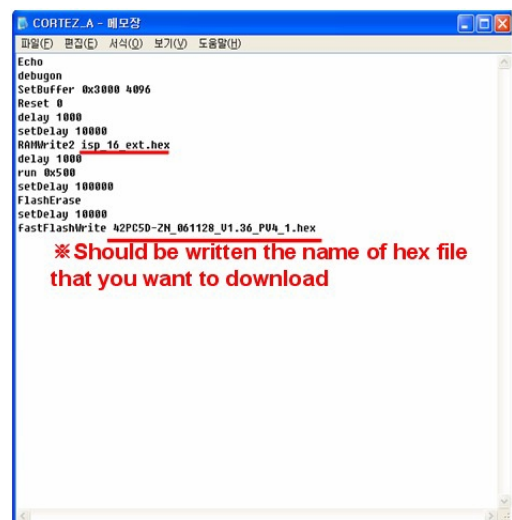 CORTEZ_A - 메모장
파일(F) 편집(E) 서식(O) 보기(V) 도움말(H)
Echo
debugon
SetBuffer 0x3000 4096
Reset 0
delay 1000
setDelay 10000
RAMWrite2 isp_16_ext.hex
delay 1000
run 0x500
setDelay 100000
FlashErase
setDelay 10000
fastFlashWrite 42PC5D-ZN_061128_V1.36_PV4_1.hex
※Should be written the name of hex file
that you want to download